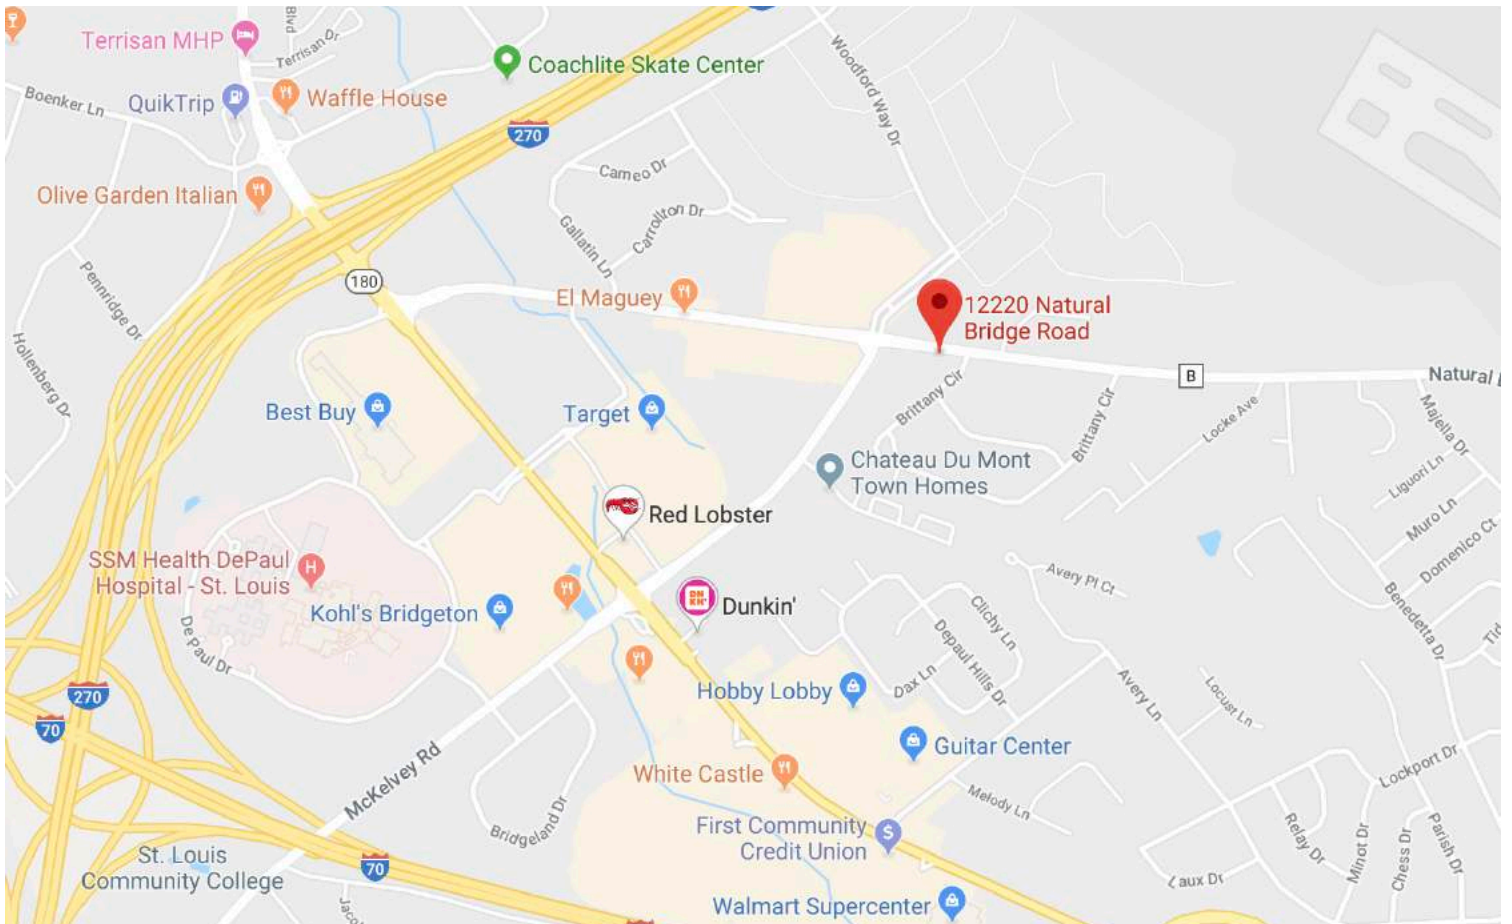 Blvd
Terrisan MHP
Terrisan Dr
Coachlite Skate Center
Boenker Ln
QuikTrip
Waffle House
270
Woodford Way Dr
Olive Garden Italian
Cameo Dr
Carrollton Dr
Gallatin Ln
Pennridge Dr
180
El Maguey
12220 Natural
Bridge Road
Hollenberg Dr
B
Natural
Best Buy
Target
Brittany Cir
Brittany Cir
Locke Ave
Majella Dr
Chateau Du Mont
Town Homes
Liguori Ln
Red Lobster
Muro Ln
Domenico Ct
SSM Health DePaul
Hospital - St. Louis
H
Avery Pl Ct
Kohl's Bridgeton
DN
KN'
Dunkin'
Clichy Ln
Benedetta Dr
Tid
De Paul Dr
Depaul Hills Dr
Dax Ln
Hobby Lobby
Avery Ln
Locust Ln
270
70
Guitar Center
McKelvey Rd
White Castle
Melody Ln
Lockport Dr
Bridgeland Dr
First Community
Credit Union
$
Relay Dr
Minot Dr
Chess Dr
Parish Dr
St. Louis
Community College
70
Laux Dr
Jaco
Walmart Supercenter